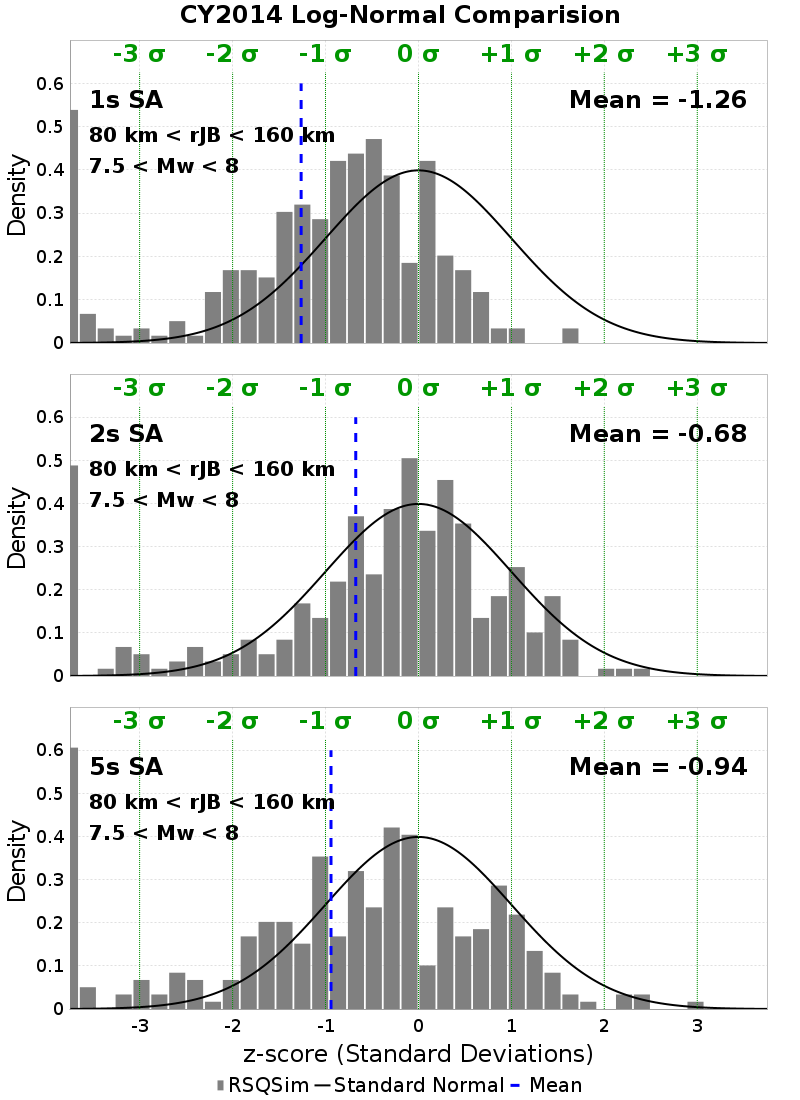 CY2014 Log-Normal Comparision
-3 σ -2 σ -1 σ 0 σ +1 σ +2 σ +3 σ
1s SA Mean = -1.26
80 km < rJB < 160 km
7.5 < Mw < 8
0.6
0.5
0.4
0.3
0.2
0.1
0
Density
-3 σ -2 σ -1 σ 0 σ +1 σ +2 σ +3 σ
2s SA Mean = -0.68
80 km < rJB < 160 km
7.5 < Mw < 8
0.6
0.5
0.4
0.3
0.2
0.1
0
Density
-3 σ -2 σ -1 σ 0 σ +1 σ +2 σ +3 σ
5s SA Mean = -0.94
80 km < rJB < 160 km
7.5 < Mw < 8
0.6
0.5
0.4
0.3
0.2
0.1
0
Density
-3 -2 -1 0 1 2 3
z-score (Standard Deviations)
RSQSim Standard Normal Mean